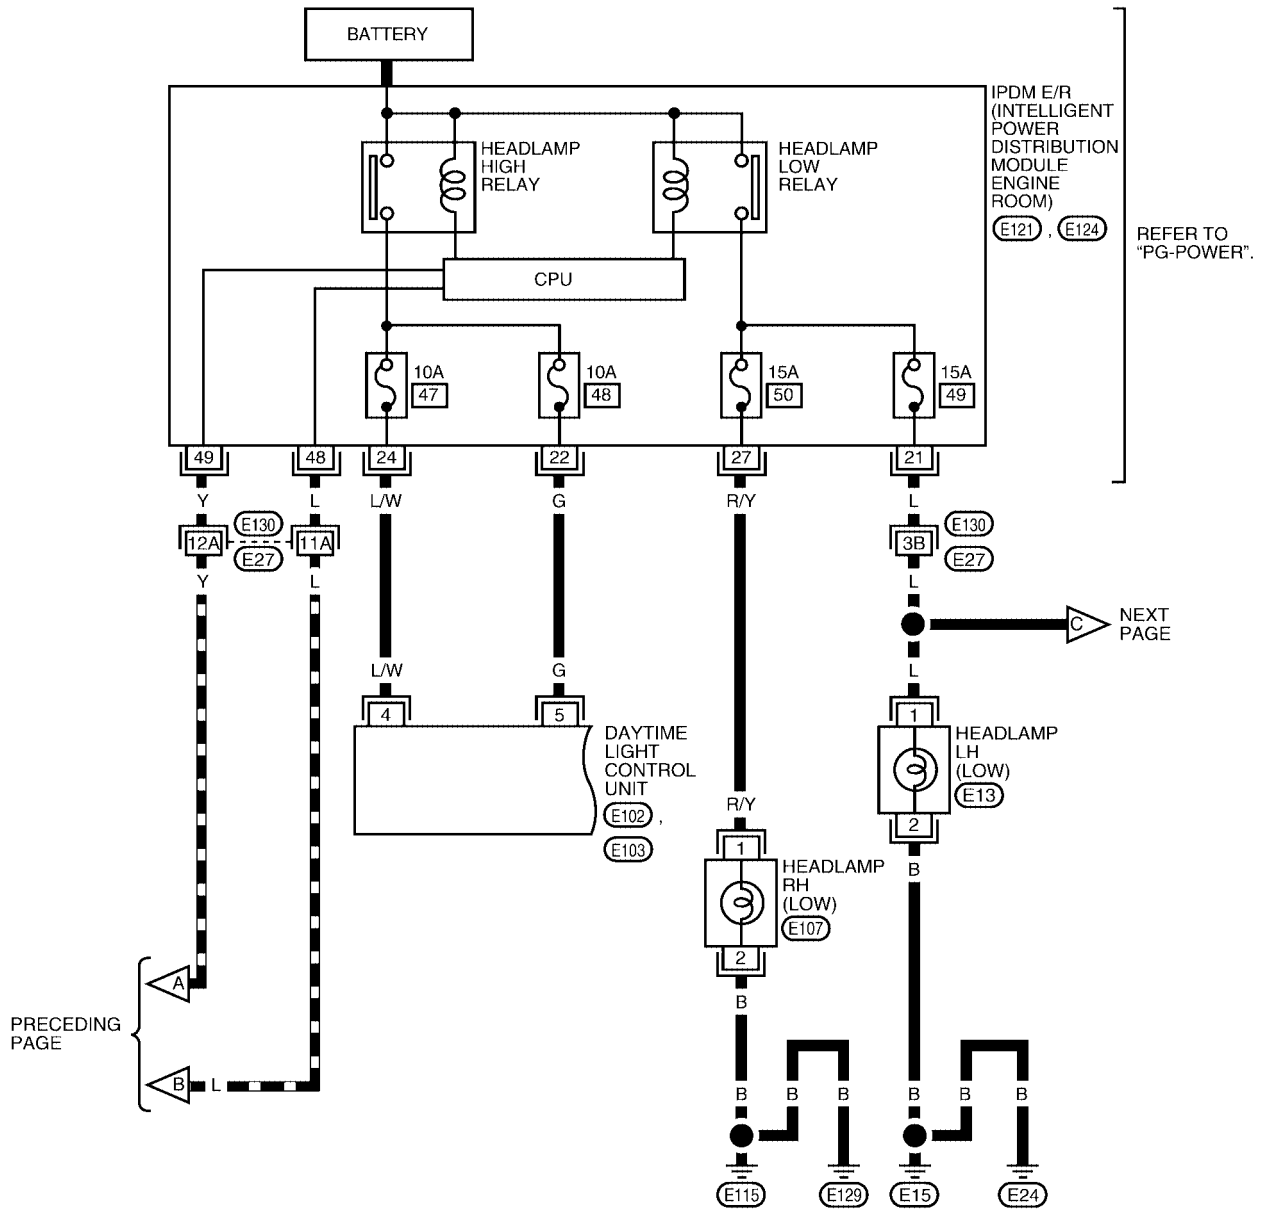 BATTERY
IPDM E/R
(INTELLIGENT
POWER
DISTRIBUTION
MODULE
ENGINE
ROOM)
E121 , E124
REFER TO
“PG-POWER”.
HEADLAMP
HIGH
RELAY
HEADLAMP
LOW
RELAY
CPU
10A
47
10A
48
15A
50
15A
49
49 48 24 22 27 21
Y L L/W G R/Y L
E130
12A 11A
E27
E130
3B
E27
Y L L
C
NEXT
PAGE
L/W G L
4 5
DAYTIME
LIGHT
CONTROL
UNIT
E102 ,
E103
1
HEADLAMP
LH
(LOW)
E13
2
B
R/Y
1
HEADLAMP
RH
(LOW)
E107
2
B
PRECEDING
PAGE
A
B L
B B B B B B
E115 E129 E15 E24